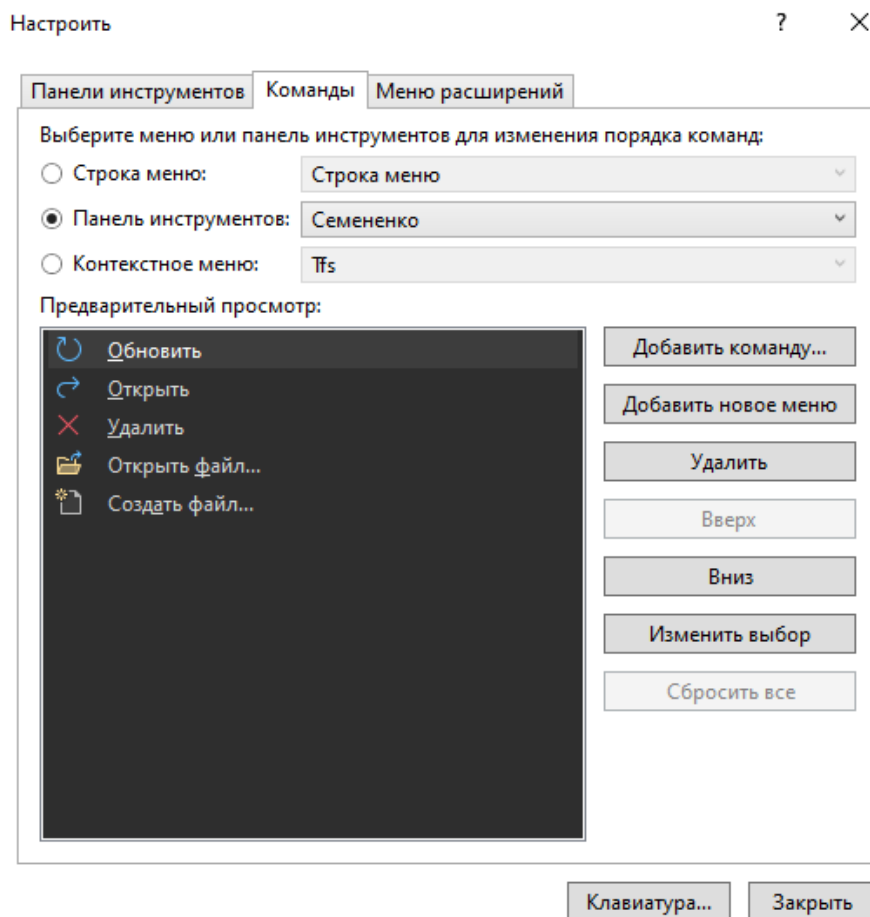 Настроить ?
Панели инструментов Команды Меню расширений
Выберите меню или панель инструментов для изменения порядка команд:
Строка меню: Строка меню
Панель инструментов: Семененко
Контекстное меню: Tfs
Предварительный просмотр:
Обновить
Открыть
Удалить
Открыть файл...
Создать файл...
Добавить команду...
Добавить новое меню
Удалить
Вверх
Вниз
Изменить выбор
Сбросить все
Клавиатура... Закрыть